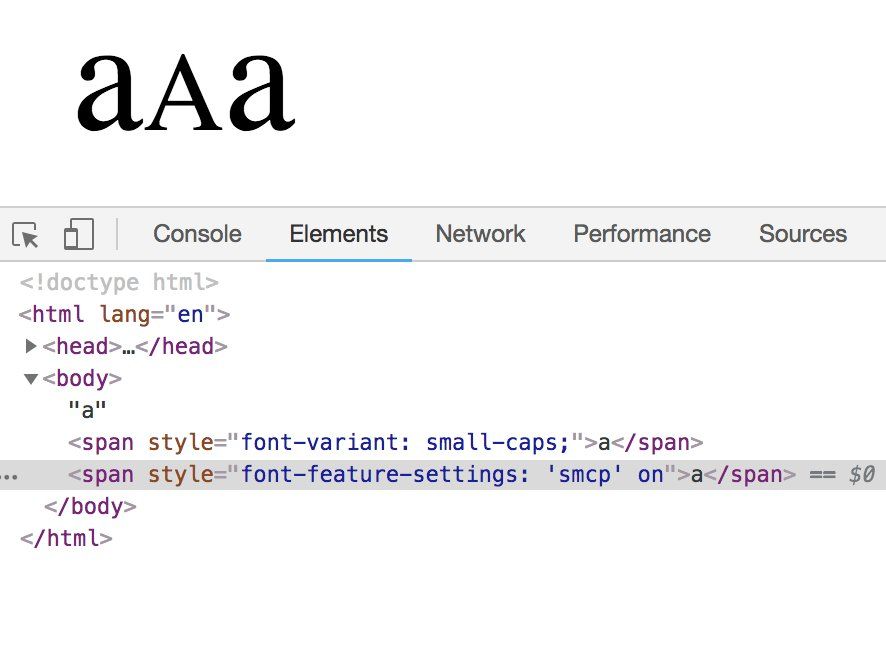 aAa
Console Elements Network Performance Sources
<!doctype html>
<html lang="en">
▶<head>…</head>
▼<body>
"a"
<span style="font-variant: small-caps;">a</span>
…<span style="font-feature-settings: 'smcp' on">a</span> == $0
</body>
</html>